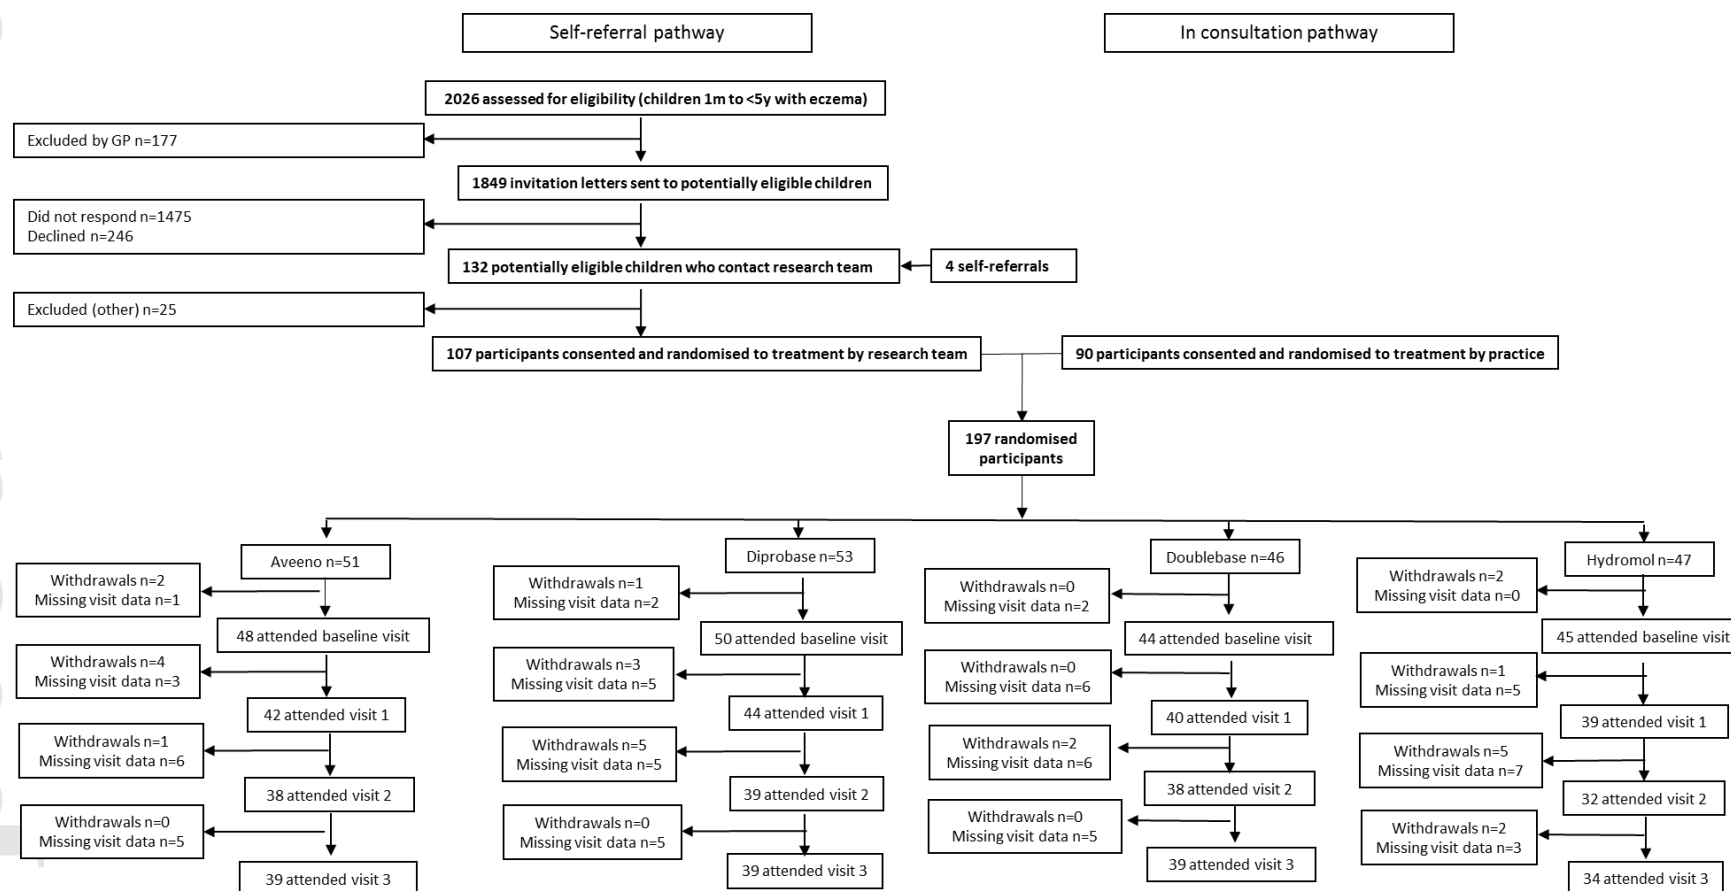 Self-referral pathway
In consultation pathway
2026 assessed for eligibility (children 1m to <5y with eczema)
Excluded by GP n=177
1849 invitation letters sent to potentially eligible children
Did not respond n=1475
Declined n=246
132 potentially eligible children who contact research team
4 self-referrals
Excluded (other) n=25
107 participants consented and randomised to treatment by research team
90 participants consented and randomised to treatment by practice
197 randomised
participants
Aveeno n=51
Withdrawals n=2
Missing visit data n=1
48 attended baseline visit
Withdrawals n=4
Missing visit data n=3
42 attended visit 1
Withdrawals n=1
Missing visit data n=6
38 attended visit 2
Withdrawals n=0
Missing visit data n=5
39 attended visit 3
Diprobase n=53
Withdrawals n=1
Missing visit data n=2
50 attended baseline visit
Withdrawals n=3
Missing visit data n=5
44 attended visit 1
Withdrawals n=5
Missing visit data n=5
39 attended visit 2
Withdrawals n=0
Missing visit data n=5
39 attended visit 3
Doublebase n=46
Withdrawals n=0
Missing visit data n=2
44 attended baseline visit
Withdrawals n=0
Missing visit data n=6
40 attended visit 1
Withdrawals n=2
Missing visit data n=6
38 attended visit 2
Withdrawals n=0
Missing visit data n=5
39 attended visit 3
Hydromol n=47
Withdrawals n=2
Missing visit data n=0
45 attended baseline visit
Withdrawals n=1
Missing visit data n=5
39 attended visit 1
Withdrawals n=5
Missing visit data n=7
32 attended visit 2
Withdrawals n=2
Missing visit data n=3
34 attended visit 3